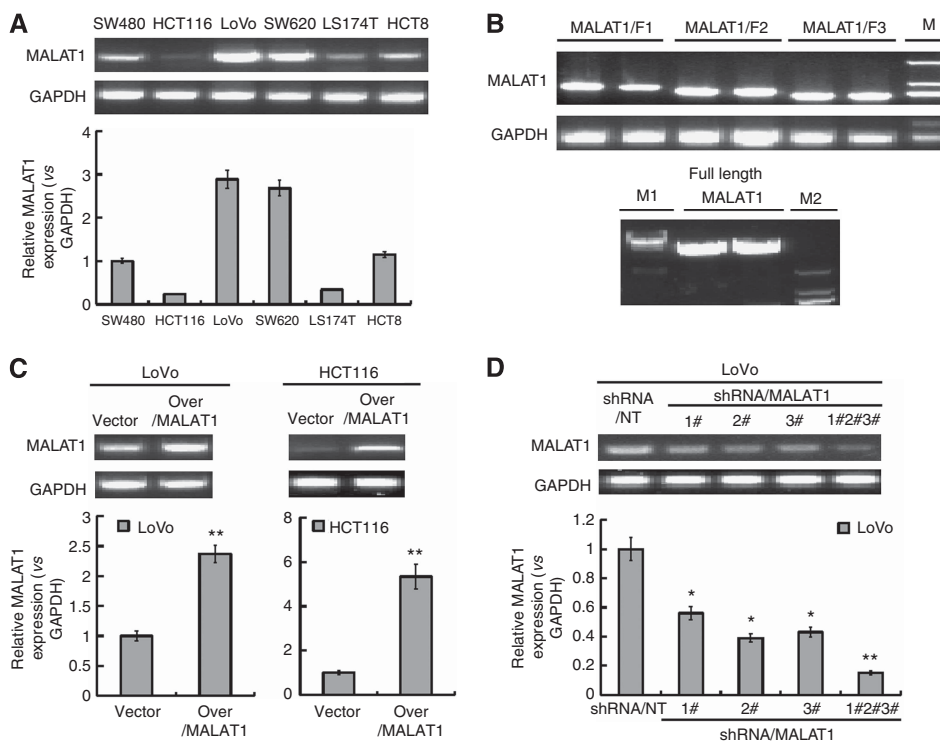 A
SW480 HCT116 LoVo SW620 LS174T HCT8
MALAT1
GAPDH
Relative MALAT1
expression (vs
GAPDH)
4
3
2
1
0
SW480 HCT116 LoVo SW620 LS174T HCT8
B
MALAT1/F1 MALAT1/F2 MALAT1/F3 M
MALAT1
GAPDH
Full length
M1 MALAT1 M2
C
LoVo
Vector Over
/MALAT1
MALAT1
GAPDH
HCT116
Vector Over
/MALAT1
Relative MALAT1
expression (vs
GAPDH)
3
2.5
2
1.5
1
0.5
0
LoVo
**
Vector Over
/MALAT1
8
6
4
2
0
HCT116
**
Vector Over
/MALAT1
D
LoVo
shRNA
/NT
shRNA/MALAT1
1# 2# 3# 1#2#3#
MALAT1
GAPDH
Relative MALAT1
expression (vs
GAPDH)
1.2
1
0.8
0.6
0.4
0.2
0
LoVo
* * * **
shRNA/NT 1# 2# 3# 1#2#3#
shRNA/MALAT1